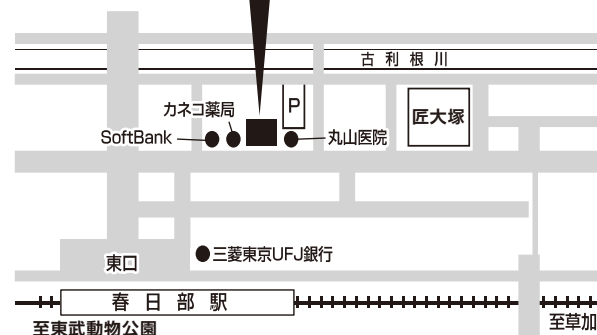 古利根川
カネコ薬局
P
匠大塚
SoftBank
丸山医院
三菱東京UFJ銀行
東口
春日部駅
至草加
至東武動物公園